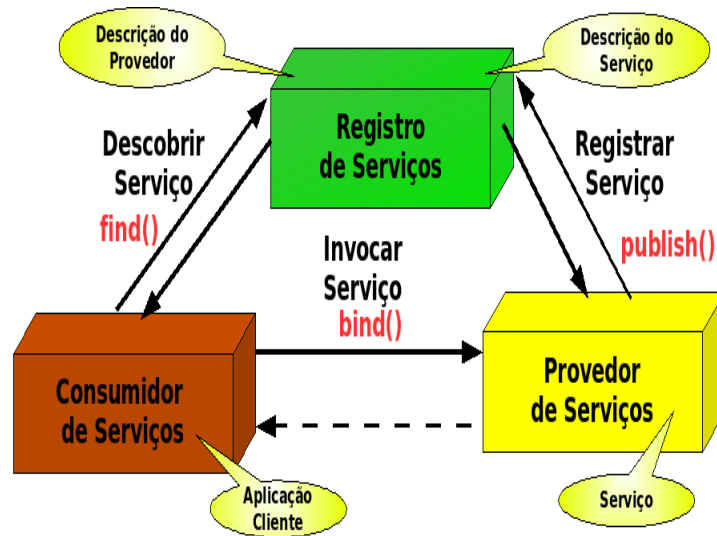 Descrição do
Provedor
Descrição do
Serviço
Registro
de Serviços
Descobrir
Serviço
find()
Registrar
Serviço
publish()
Invocar
Serviço
bind()
Consumidor
de Serviços
Provedor
de Serviços
Aplicação
Cliente
Serviço